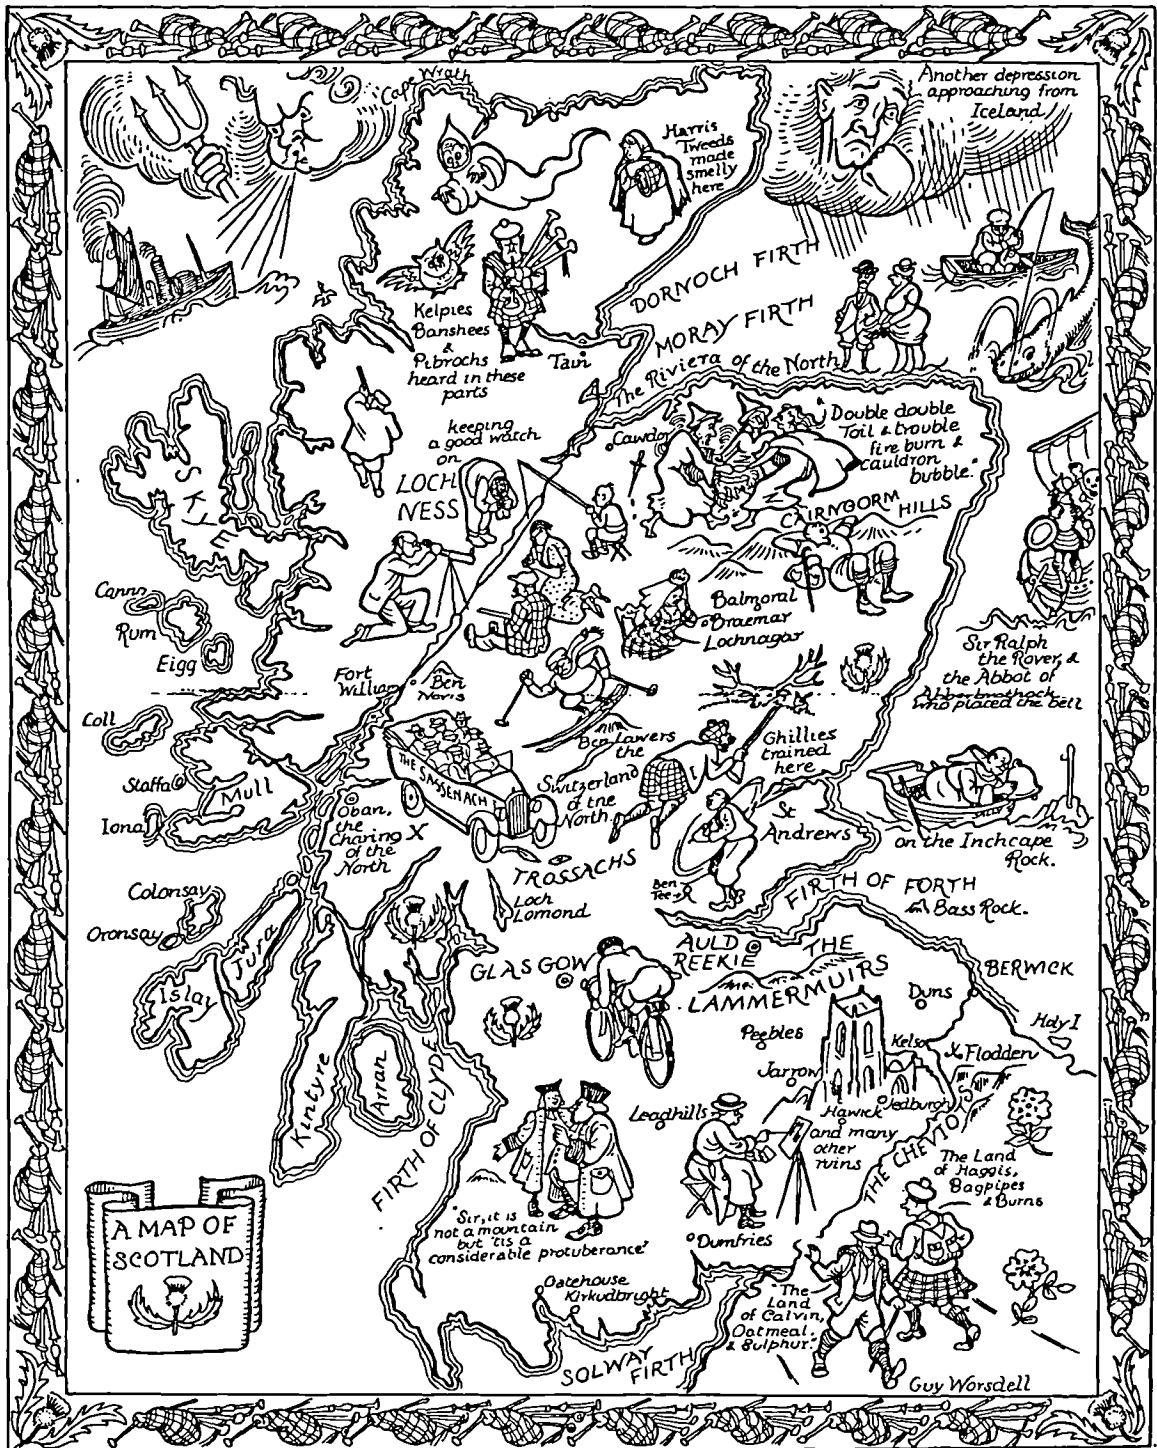 Cape Wrath
Another depression
approaching from
Iceland
Harris
Tweeds
made
smelly
here
DORNOCH FIRTH
MORAY FIRTH
The Riviera of the North
Kelpies
Banshees
&
Pibrochs
heard in these
parts
Tain
keeping
a good watch
on
LOCH
NESS
Cawdor
"Double double
Toil & trouble
fire burn &
cauldron
bubble."
CAIRNGORM HILLS
SKYE
Canna
Rum
Eigg
Balmoral
Braemar
Lochnagar
Sir Ralph
the Rover, &
the Abbot of
Abberbrothock
who placed the bell
Fort
William
Ben
Nevis
Coll
Staffa
Mull
Iona
THE SASSENACH
Ben Lawers
the
Switzerland
of the
North.
Ghillies
trained
here
Oban,
the
Charing X
of the
North
St
Andrews
on the Inchcape
Rock.
TROSSACHS
Loch
Lomond
Ben
Tee
FIRTH OF FORTH
Bass Rock.
Colonsay
Oronsay
Jura
Islay
GLASGOW
AULD
REEKIE
THE
LAMMERMUIRS
BERWICK
Duns
Holy I
Peebles
Kelso
X Flodden
Jarrow
Kintyre
Arran
FIRTH OF CLYDE
Leadhills
Hawick
Jedburgh
and many
other
ruins
THE CHEVIOTS
The Land
of Haggis,
Bagpipes
& Burns
A MAP OF
SCOTLAND
"Sir, it is
not a mountain
but 'tis a
considerable protuberance"
Dumfries
Gatehouse
Kirkudbright
"The
Land
of Calvin,
Oatmeal,
& Sulphur."
SOLWAY
FIRTH
Guy Worsdell